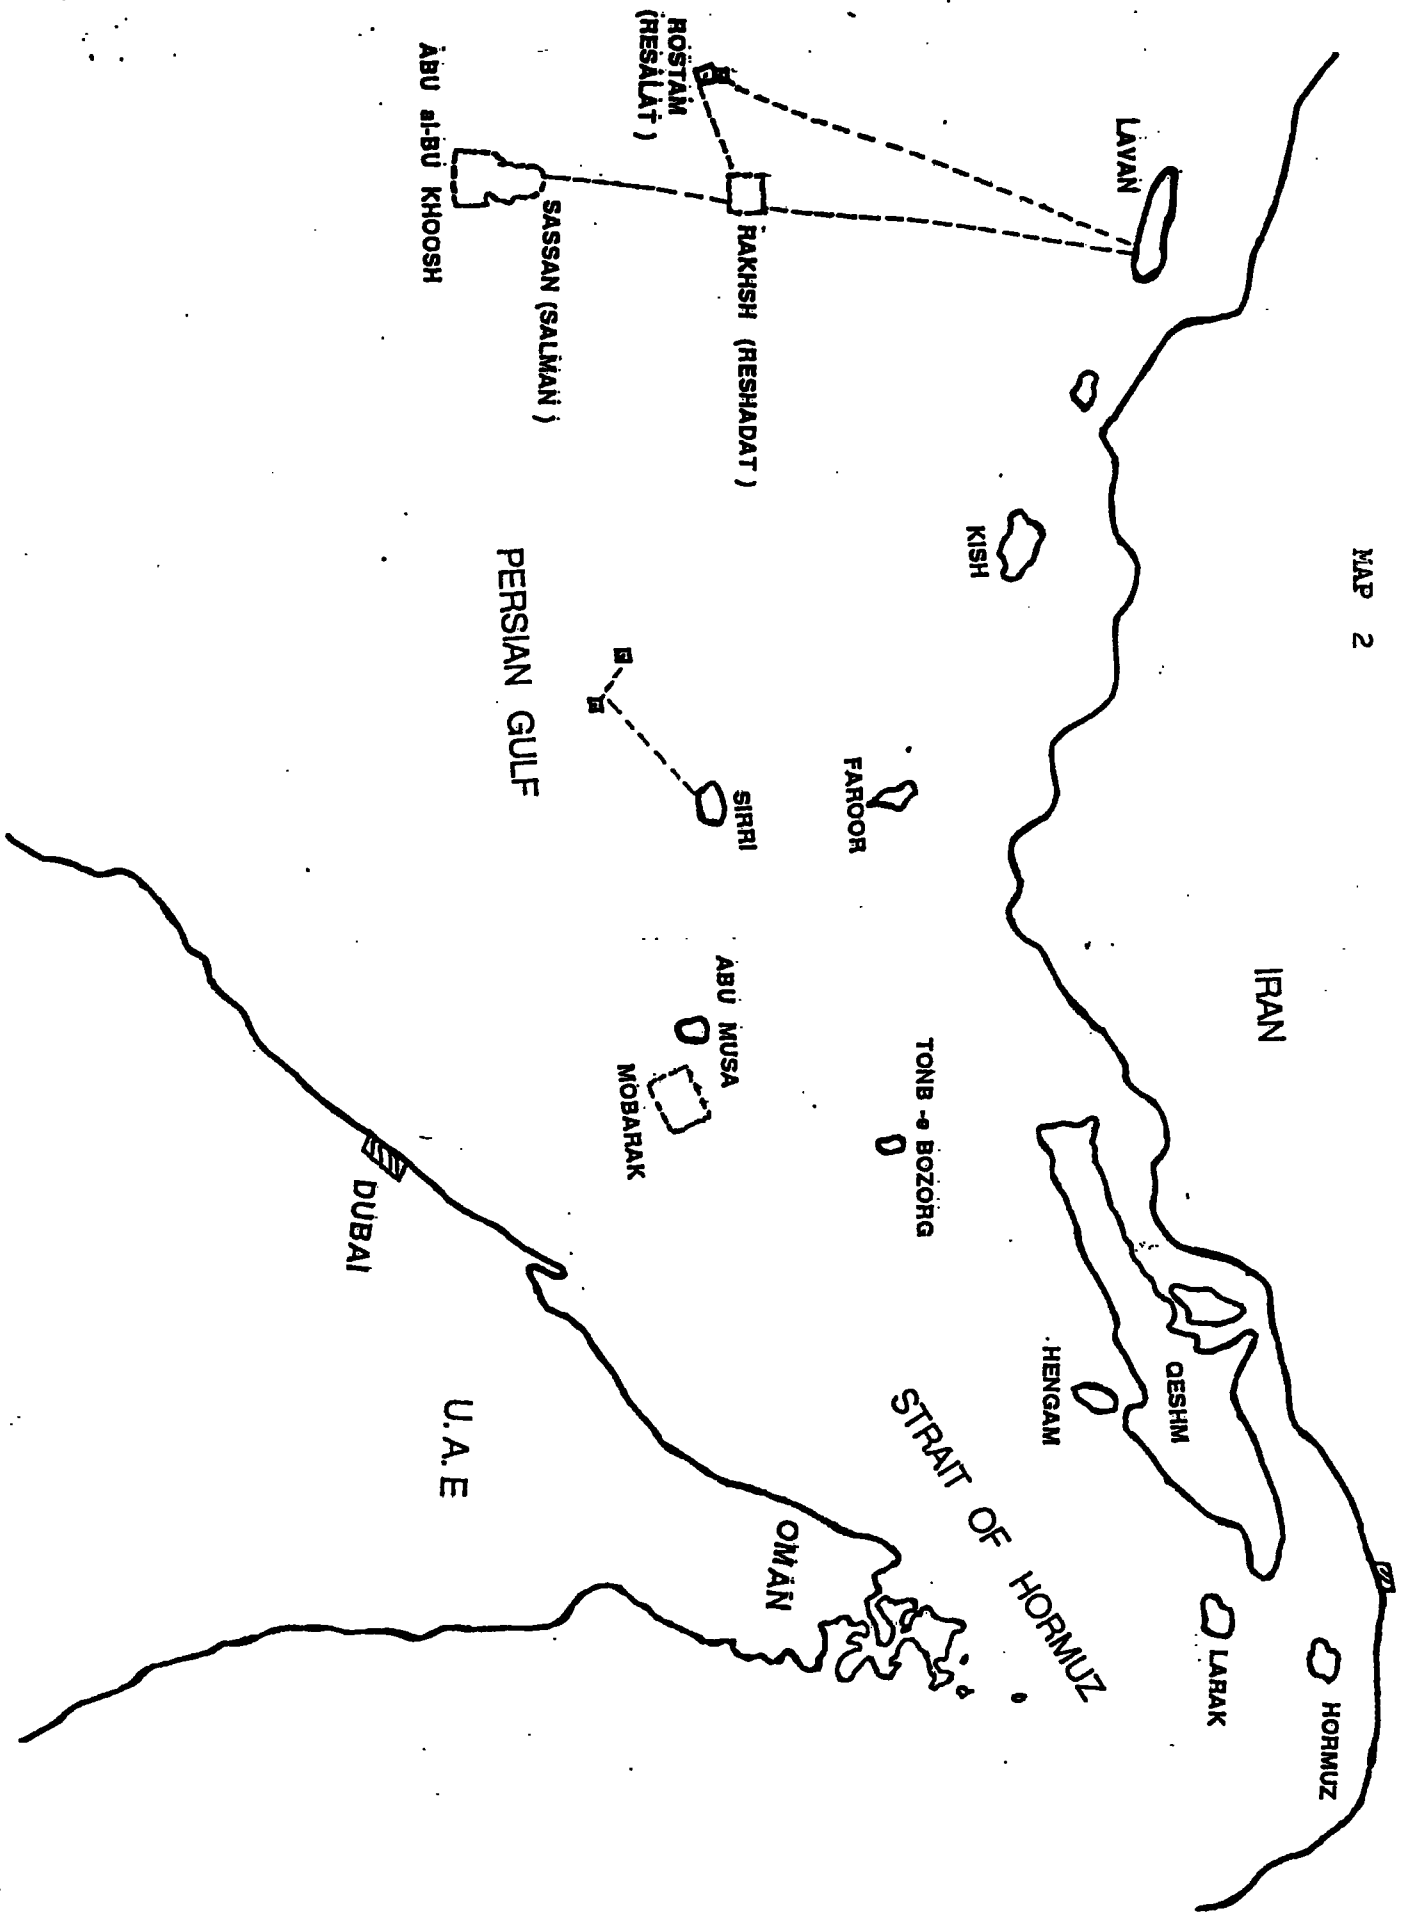 MAP 2
IRAN
LAVAN
KISH
QESHM
HENGAM
LARAK
HORMUZ
STRAIT OF HORMUZ
TONB -e BOZORG
FAROOR
SIRRI
ABU MUSA
MOBARAK
ROSTAM
(RESALAT)
RAKHSH (RESHADAT)
SASSAN (SALMAN)
ABU al-BU KHOOSH
PERSIAN GULF
OMAN
DUBAI
U.A.E